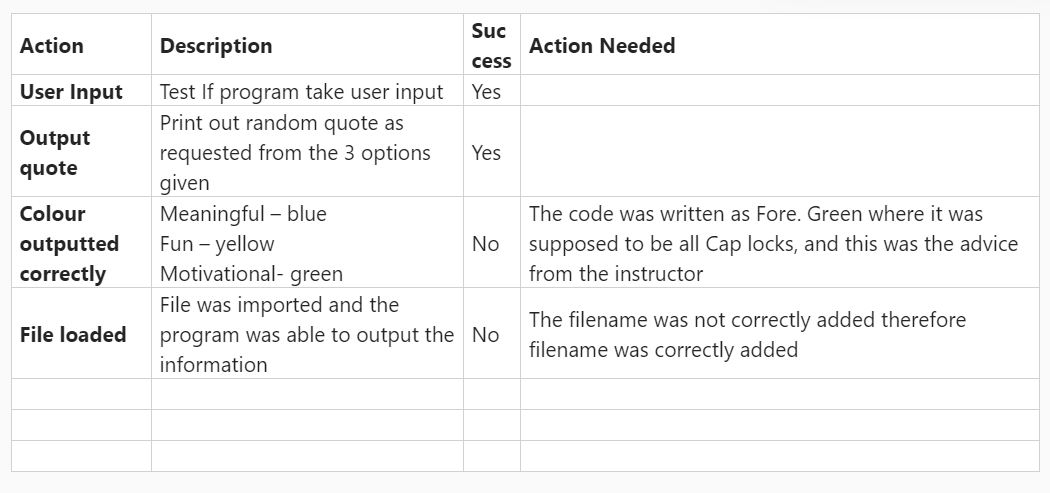 Action Description Success Action Needed
User Input Test If program take user input Yes
Output quote Print out random quote as requested from the 3 options given Yes
Colour outputted correctly Meaningful – blue Fun – yellow Motivational- green No The code was written as Fore. Green where it was supposed to be all Cap locks, and this was the advice from the instructor
File loaded File was imported and the program was able to output the information No The filename was not correctly added therefore filename was correctly added